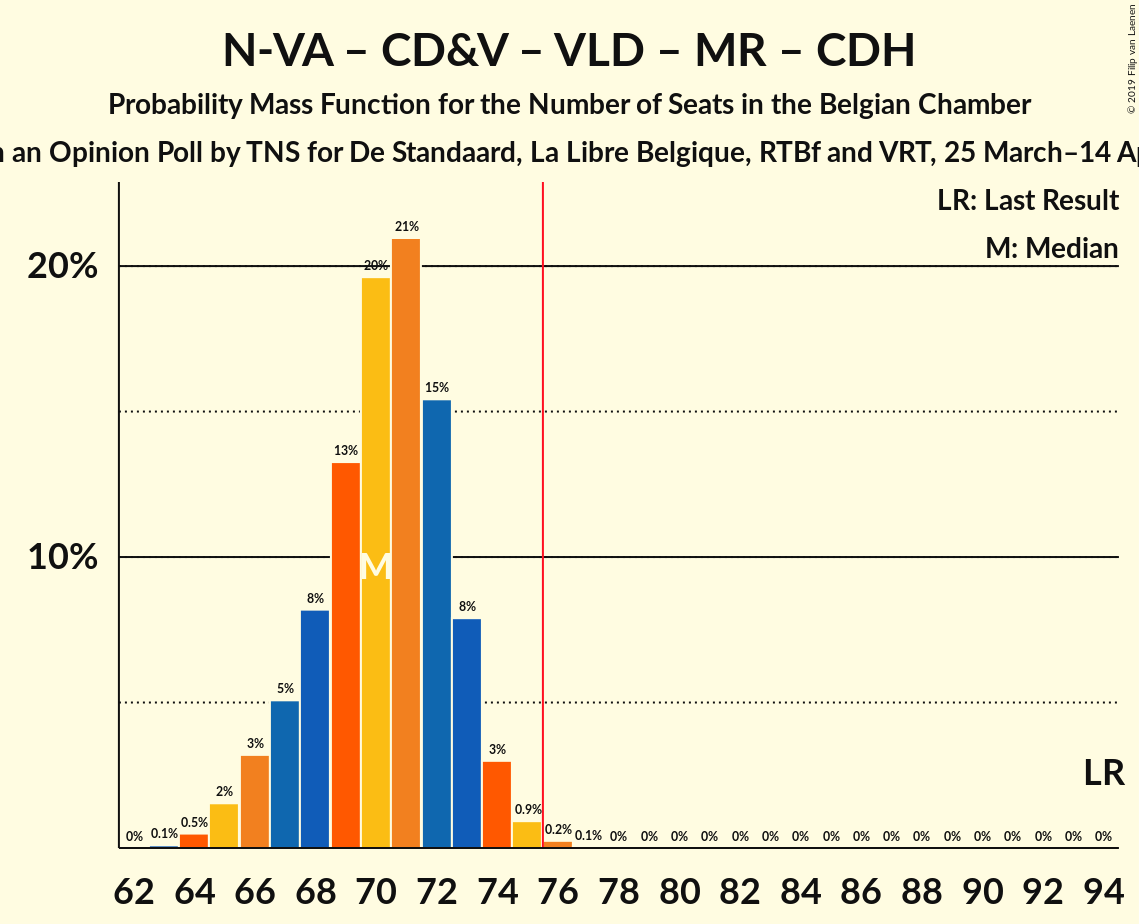 N-VA – CD&V – VLD – MR – CDH
Probability Mass Function for the Number of Seats in the Belgian Chamber
an Opinion Poll by TNS for De Standaard, La Libre Belgique, RTBf and VRT, 25 March–14
© 2019 Filip van Laenen
LR: Last Result
M: Median
20%
10%
0% 0.1% 0.5% 2% 3% 5% 8% 13% 20% 21% 15% 8% 3% 0.9% 0.2% 0.1% 0% 0% 0% 0% 0% 0% 0% 0% 0% 0% 0% 0% 0% 0% 0% 0% 0%
M
LR
62 64 66 68 70 72 74 76 78 80 82 84 86 88 90 92 94